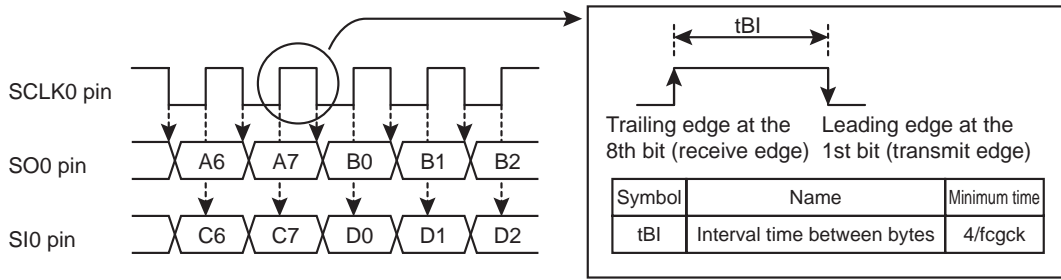 SCLK0 pin
SO0 pin
A6 A7 B0 B1 B2
SI0 pin
C6 C7 D0 D1 D2
tBI
Trailing edge at the
8th bit (receive edge)
Leading edge at the
1st bit (transmit edge)
Symbol Name Minimum time
tBI Interval time between bytes 4/fcgck